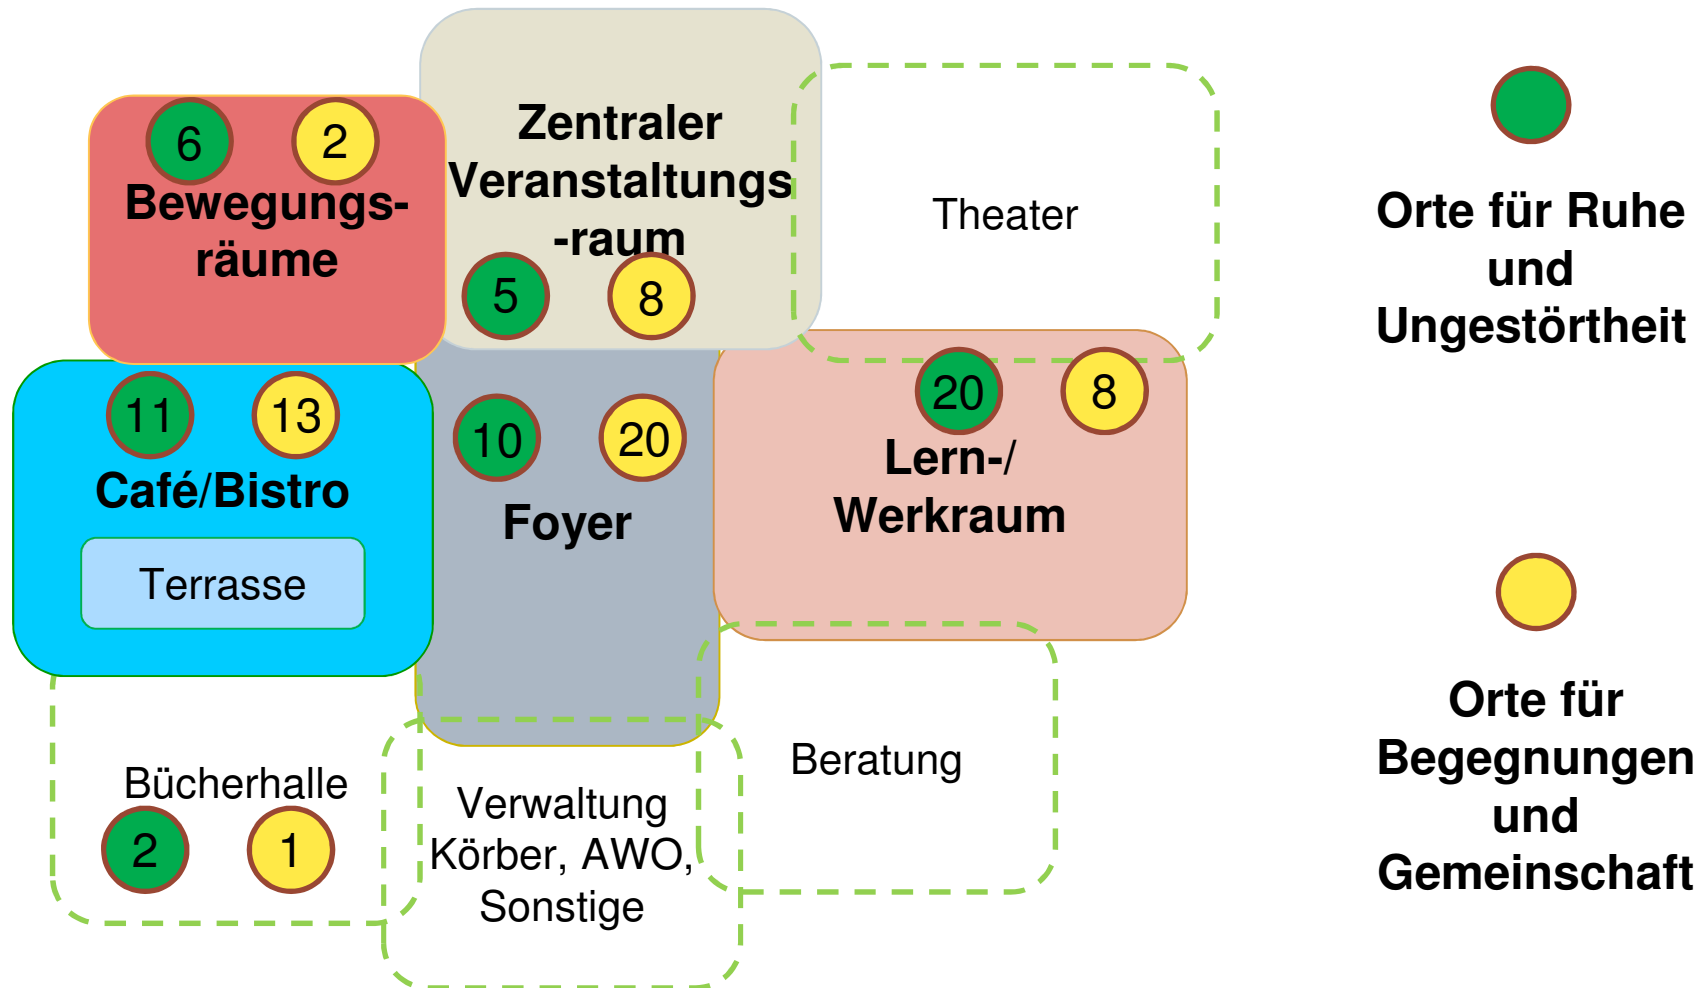 6 2
Bewegungs-
räume
Zentraler
Veranstaltungs
-raum
5 8
Theater
11 13
Café/Bistro
Terrasse
10 20
Foyer
20 8
Lern-/
Werkraum
Bücherhalle
2 1
Verwaltung
Körber, AWO,
Sonstige
Beratung
Orte für Ruhe
und
Ungestörtheit
Orte für
Begegnungen
und
Gemeinschaft